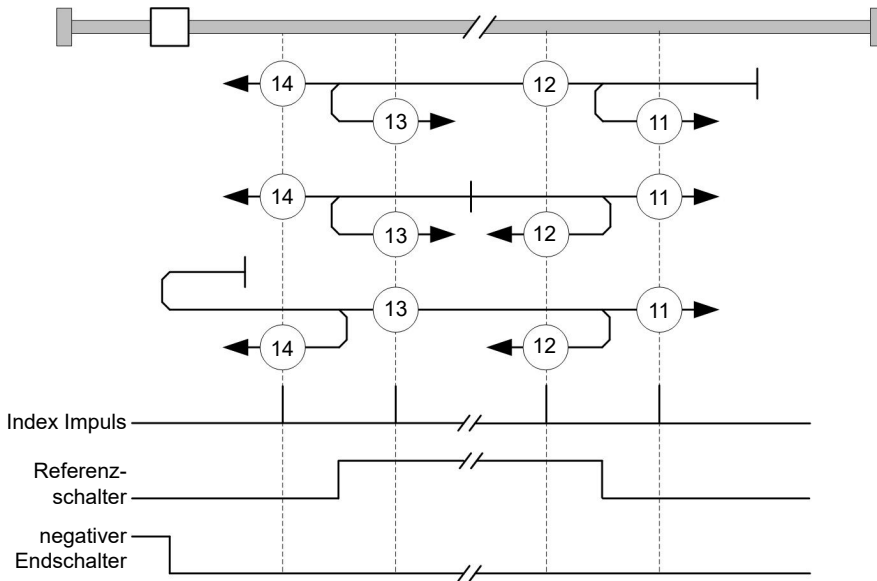 14
12
13
11
14
11
13
12
13
11
14
12
Index Impuls
Referenz-
schalter
negativer
Endschalter